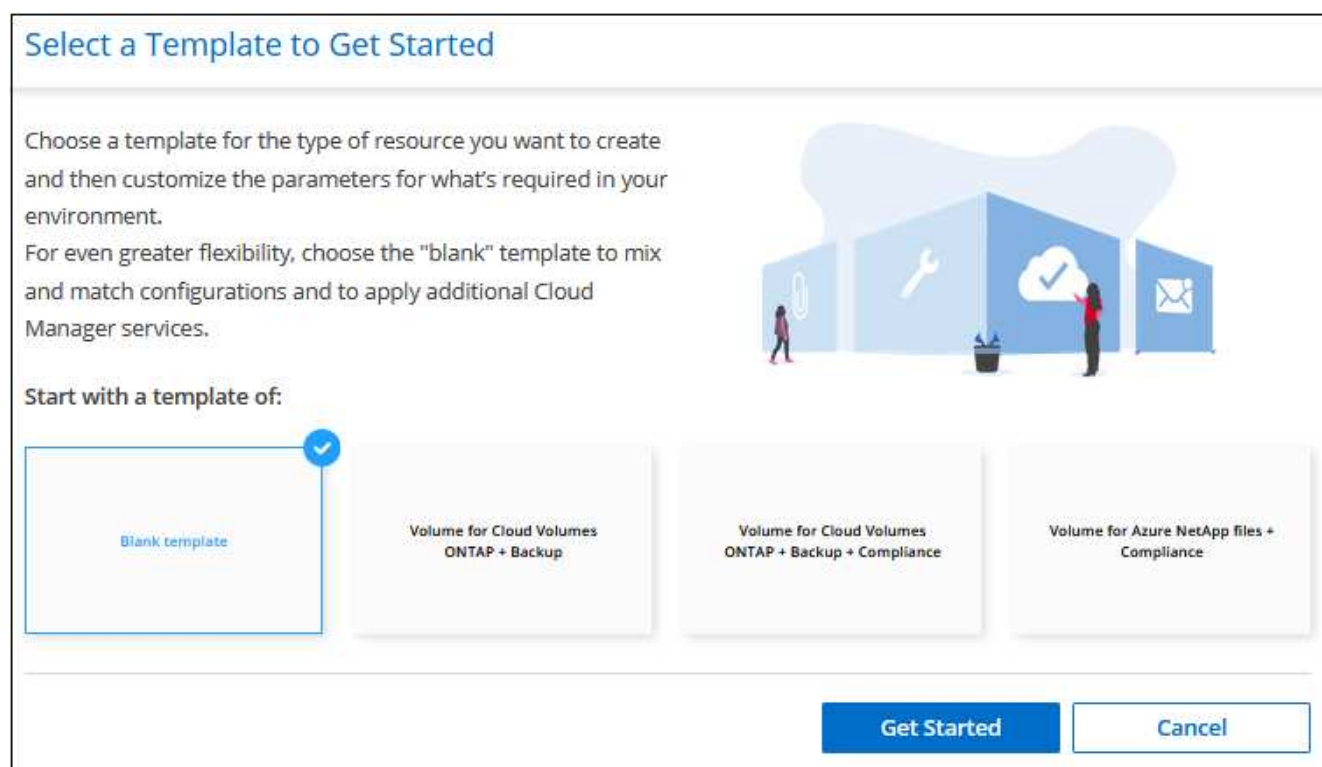 Select a Template to Get Started
Choose a template for the type of resource you want to create
and then customize the parameters for what's required in your
environment.
For even greater flexibility, choose the "blank" template to mix
and match configurations and to apply additional Cloud
Manager services.
Start with a template of:
Blank template
Volume for Cloud Volumes
ONTAP + Backup
Volume for Cloud Volumes
ONTAP + Backup + Compliance
Volume for Azure NetApp files +
Compliance
Get Started
Cancel